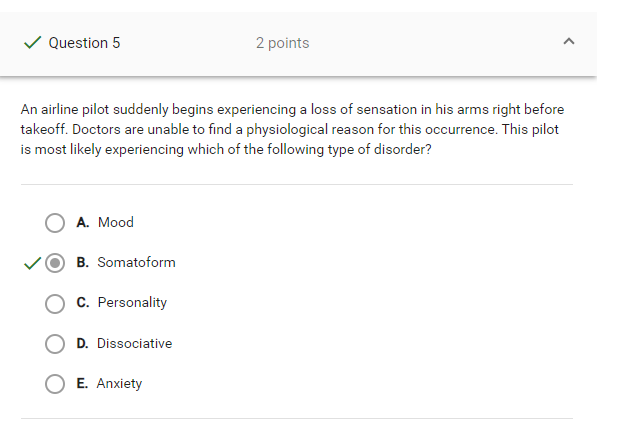 Question 5 2 points
An airline pilot suddenly begins experiencing a loss of sensation in his arms right before
takeoff. Doctors are unable to find a physiological reason for this occurrence. This pilot
is most likely experiencing which of the following type of disorder?
A. Mood
B. Somatoform
C. Personality
D. Dissociative
E. Anxiety